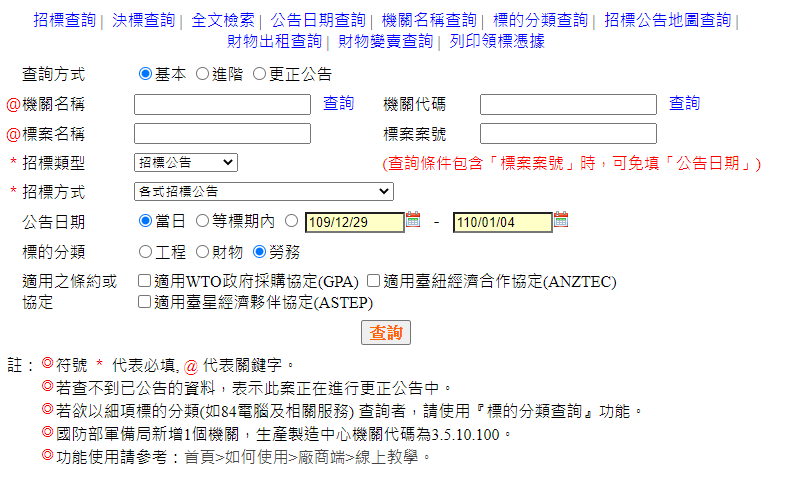 招標查詢 | 決標查詢 | 全文檢索 | 公告日期查詢 | 機關名稱查詢 | 標的分類查詢 | 招標公告地圖查詢 |
財物出租查詢 | 財物變賣查詢 | 列印領標憑據
查詢方式 基本 進階 更正公告
@機關名稱 查詢 機關代碼 查詢
@標案名稱 標案案號
* 招標類型 招標公告 (查詢條件包含「標案案號」時，可免填「公告日期」)
* 招標方式 各式招標公告
公告日期 當日 等標期內 109/12/29 - 110/01/04
標的分類 工程 財物 勞務
適用之條約或 適用WTO政府採購協定(GPA) 適用臺紐經濟合作協定(ANZTEC)
協定 適用臺星經濟夥伴協定(ASTEP)
查詢
註：◎符號 * 代表必填, @ 代表關鍵字。
◎若查不到已公告的資料，表示此案正在進行更正公告中。
◎若欲以細項標的分類(如84電腦及相關服務) 查詢者，請使用『標的分類查詢』功能。
◎國防部軍備局新增1個機關，生產製造中心機關代碼為3.5.10.100。
◎功能使用請參考：首頁>如何使用>廠商端>線上教學。